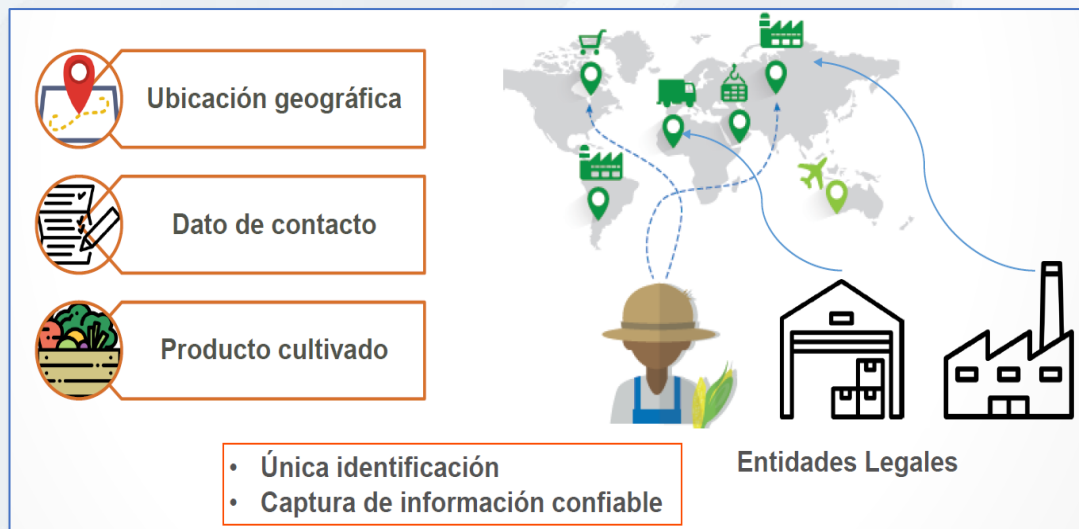 Ubicación geográfica
Dato de contacto
Producto cultivado
• Única identificación
• Captura de información confiable
Entidades Legales